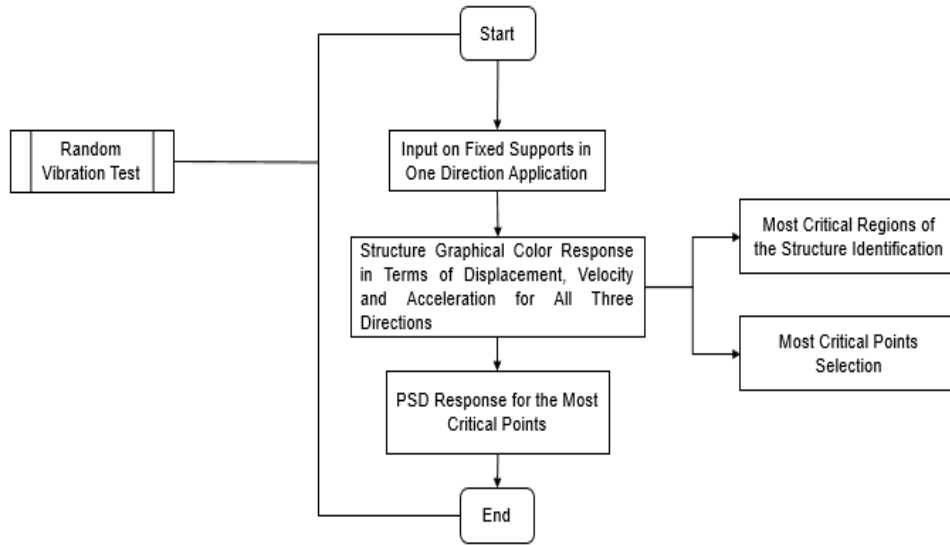 Start
Random
Vibration Test
Input on Fixed Supports in
One Direction Application
Structure Graphical Color Response
in Terms of Displacement, Velocity
and Acceleration for All Three
Directions
Most Critical Regions of
the Structure Identification
Most Critical Points
Selection
PSD Response for the Most
Critical Points
End